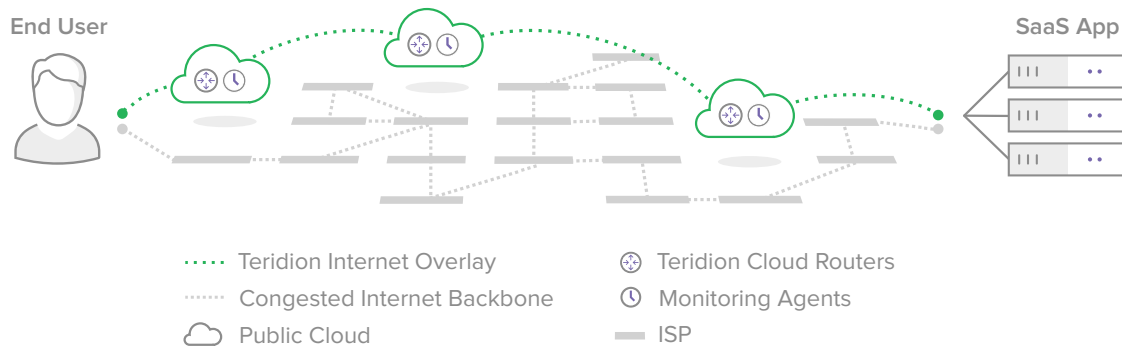 End User
SaaS App
Teridion Internet Overlay
Teridion Cloud Routers
Congested Internet Backbone
Monitoring Agents
Public Cloud
ISP